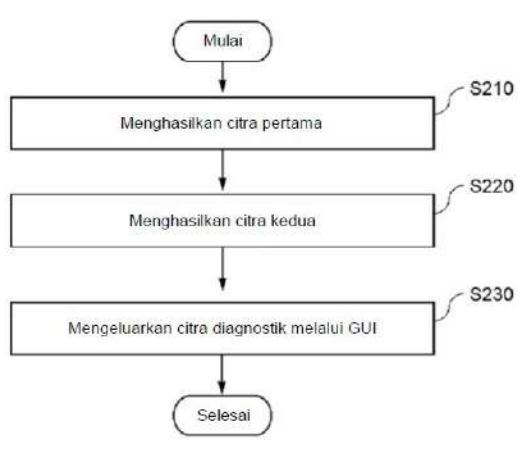 Mulai
S210
Menghasilkan citra pertama
S220
Menghasilkan citra kedua
S230
Mengeluarkan citra diagnostik melalui GUI
Selesai